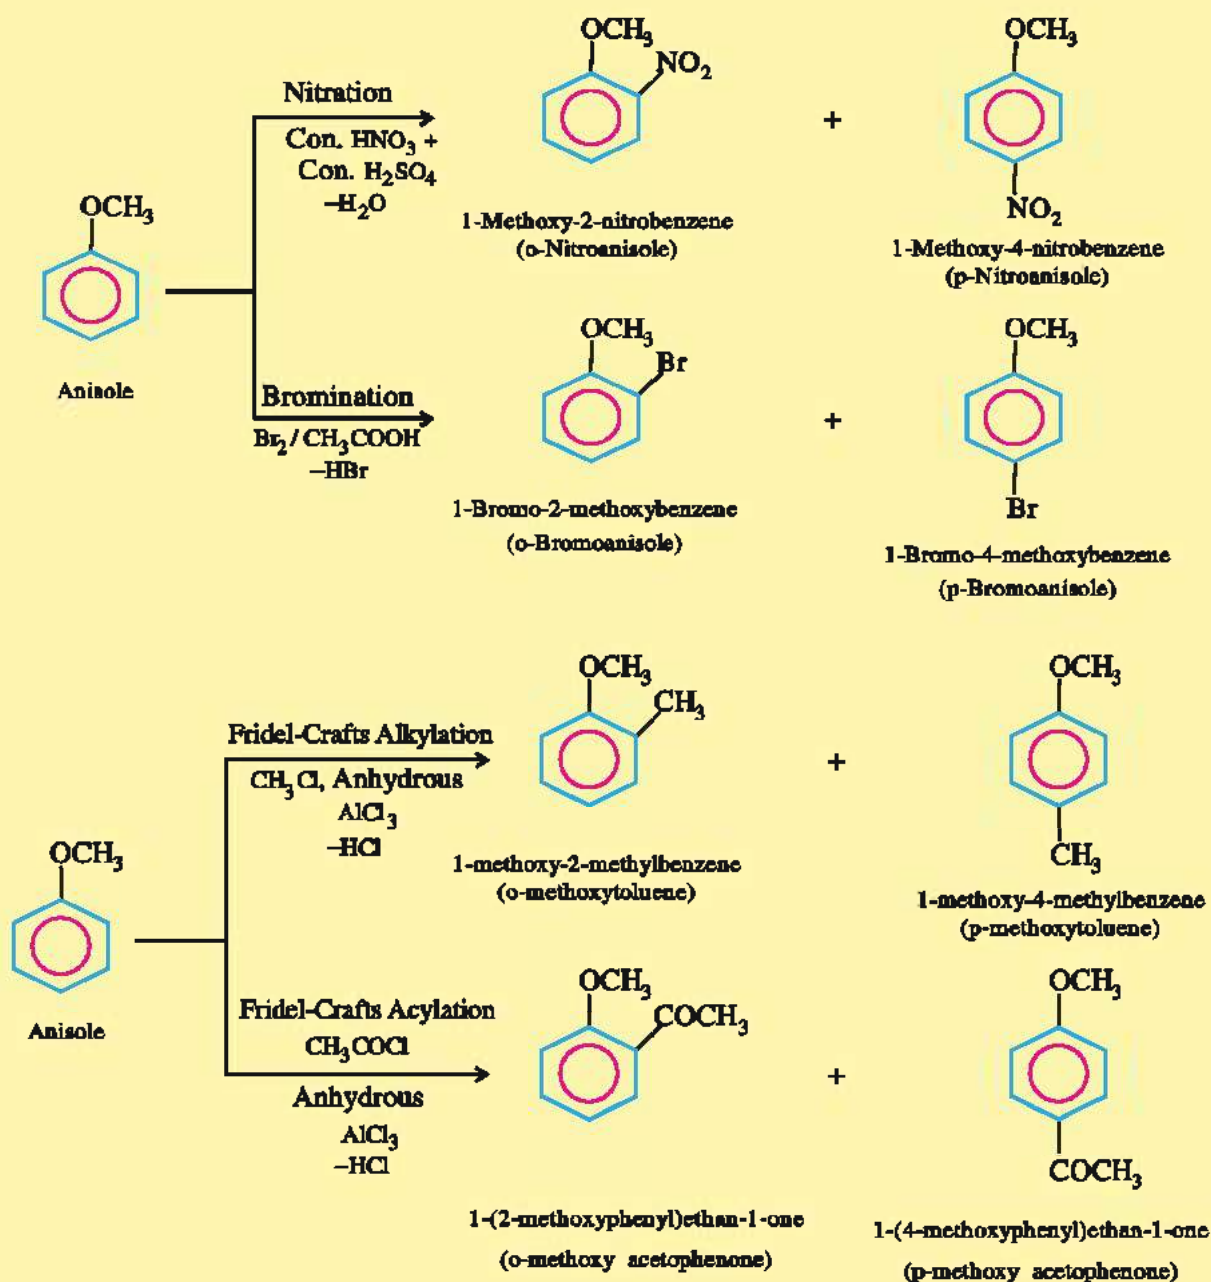 OCH₃
NO₂
OCH₃
Nitration
Con. HNO₃ +
Con. H₂SO₄
–H₂O
+
NO₂
1-Methoxy-2-nitrobenzene
(o-Nitroanisole)
1-Methoxy-4-nitrobenzene
(p-Nitroanisole)
OCH₃
Anisole
Bromination
Br₂ / CH₃COOH
–HBr
OCH₃
Br
+
OCH₃
Br
1-Bromo-2-methoxybenzene
(o-Bromoanisole)
1-Bromo-4-methoxybenzene
(p-Bromoanisole)
OCH₃
CH₃
OCH₃
Fridel-Crafts Alkylation
CH₃Cl, Anhydrous
AlCl₃
–HCl
+
CH₃
1-methoxy-2-methylbenzene
(o-methoxytoluene)
1-methoxy-4-methylbenzene
(p-methoxytoluene)
OCH₃
Anisole
Fridel-Crafts Acylation
CH₃COCl
Anhydrous
AlCl₃
–HCl
OCH₃
COCH₃
+
OCH₃
COCH₃
1-(2-methoxyphenyl)ethan-1-one
(o-methoxy acetophenone)
1-(4-methoxyphenyl)ethan-1-one
(p-methoxy acetophenone)